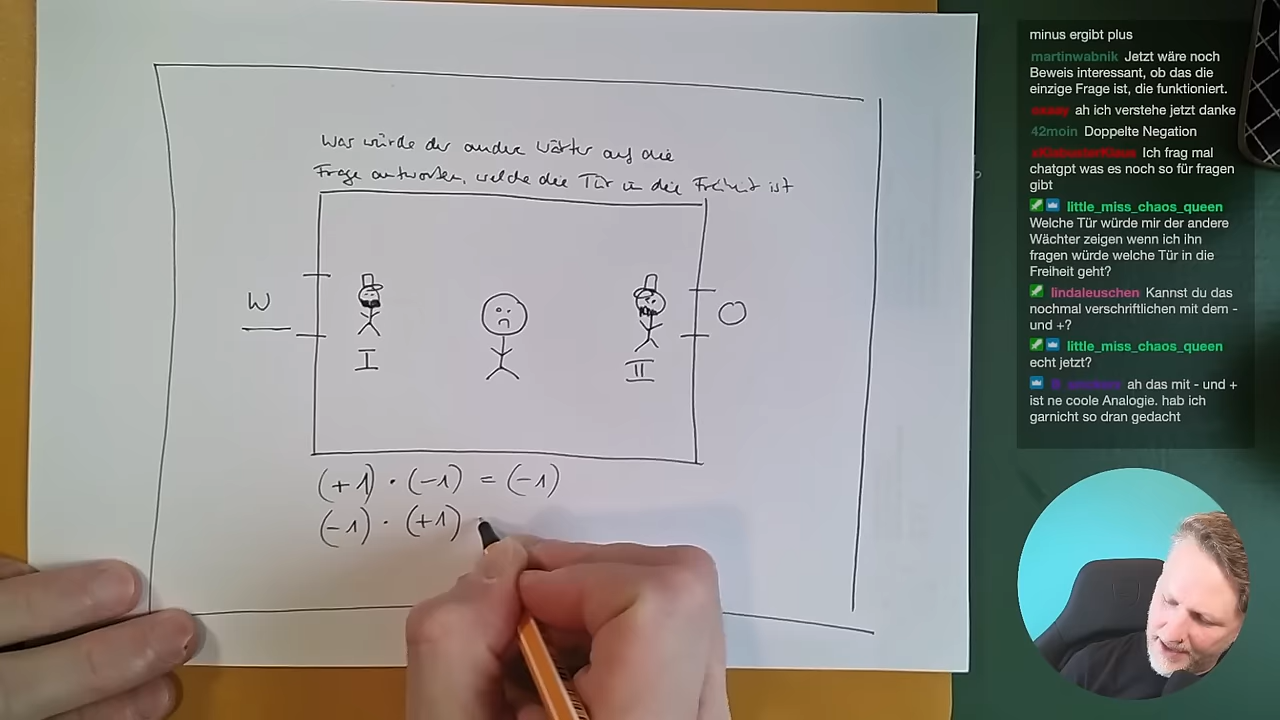 Was würde der andere Wärter auf die
Frage antworten, welche die Tür in die Freiheit ist
W
O
I
II
(+1) · (-1) = (-1)
(-1) · (+1)
minus ergibt plus
martinwabnik Jetzt wäre noch
Beweis interessant, ob das die
einzige Frage ist, die funktioniert.
ah ich verstehe jetzt danke
42moin Doppelte Negation
Ich frag mal
chatgpt was es noch so für fragen
gibt
little_miss_chaos_queen
Welche Tür würde mir der andere
Wächter zeigen wenn ich ihn
fragen würde welche Tür in die
Freiheit geht?
lindaleuschen Kannst du das
nochmal verschriftlichen mit dem -
und +?
little_miss_chaos_queen
echt jetzt?
ah das mit - und +
ist ne coole Analogie. hab ich
garnicht so dran gedacht